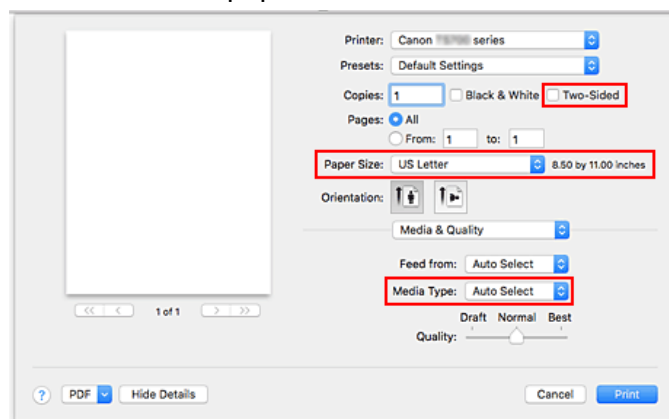 Printer: Canon series
Presets: Default Settings
Copies: 1 Black & White Two-Sided
Pages: All
From: 1 to: 1
Paper Size: US Letter 8.50 by 11.00 inches
Orientation:
Media & Quality
Feed from: Auto Select
Media Type: Auto Select
<< < 1 of 1 > >>
Draft Normal Best
Quality:
? PDF Hide Details Cancel Print